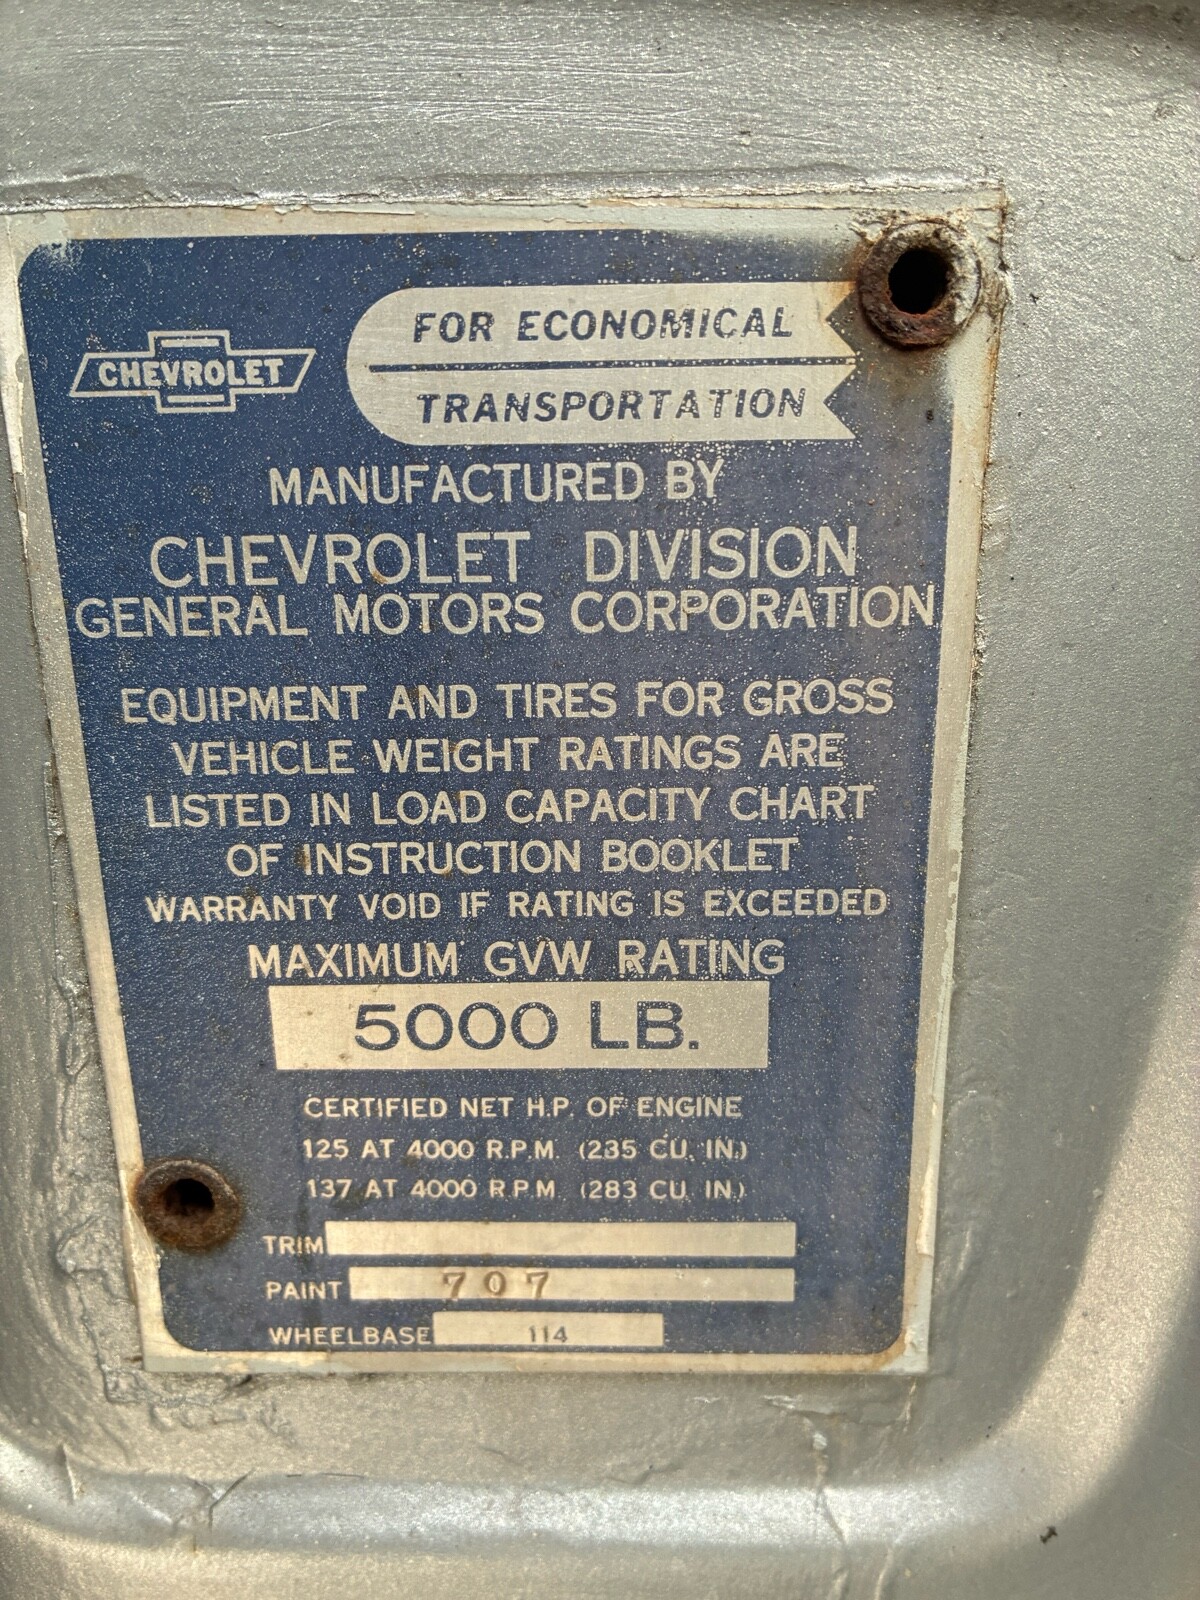 CHEVROLET
FOR ECONOMICAL
TRANSPORTATION
MANUFACTURED BY
CHEVROLET DIVISION
GENERAL MOTORS CORPORATION
EQUIPMENT AND TIRES FOR GROSS
VEHICLE WEIGHT RATINGS ARE
LISTED IN LOAD CAPACITY CHART
OF INSTRUCTION BOOKLET
WARRANTY VOID IF RATING IS EXCEEDED
MAXIMUM GVW RATING
5000 LB.
CERTIFIED NET H.P. OF ENGINE
125 AT 4000 R.P.M. (235 CU. IN.)
137 AT 4000 R.P.M. (283 CU. IN.)
TRIM
PAINT 707
WHEELBASE 114